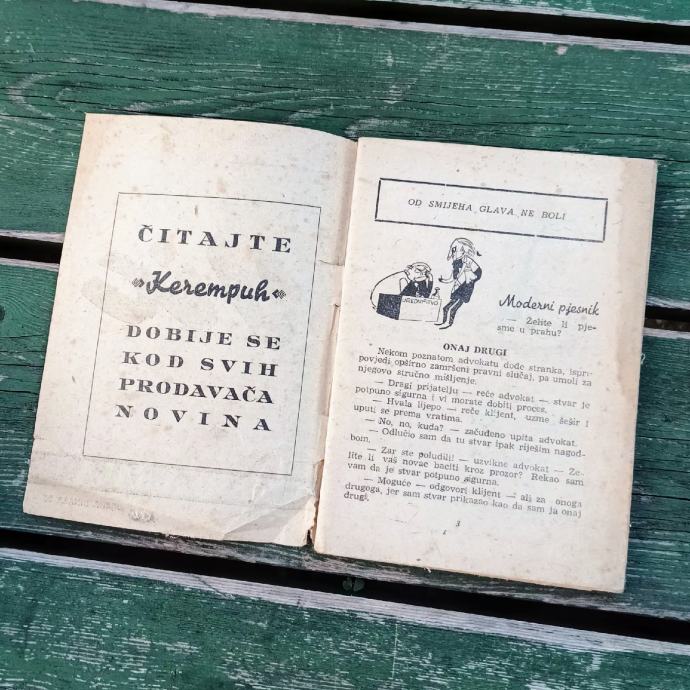 ČITAJTE
»Kerempuh«
DOBIJE SE
KOD SVIH
PRODAVAČA
NOVINA
OD SMIJEHA GLAVA NE BOLI
UREDNIŠTVO
Moderni pjesnik
— Želite li pje-
sme u prahu?
ONAJ DRUGI
Nekom poznatom advokatu dođe stranka, ispri-
povjedi opširno zamršeni pravni slučaj, pa umoli za
njegovo stručno mišljenje.
— Dragi prijatelju — reče advokat — stvar je
potpuno sigurna i vi morate dobiti proces.
— Hvala lijepo — reče klijent, uzme šešir i
uputi se prema vratima.
— No, no, kuda? — začuđeno upita advokat.
— Odlučio sam da tu stvar ipak riješim nagod-
bom.
— Zar ste poludili! — uzvikne advokat — Že-
lite li vaš novac baciti kroz prozor? Rekao sam
vam da je stvar potpuno sigurna.
— Moguće — odgovori klijent — ali za onoga
drugoga, jer sam stvar prikazao kao da sam ja onaj
drugi.
3